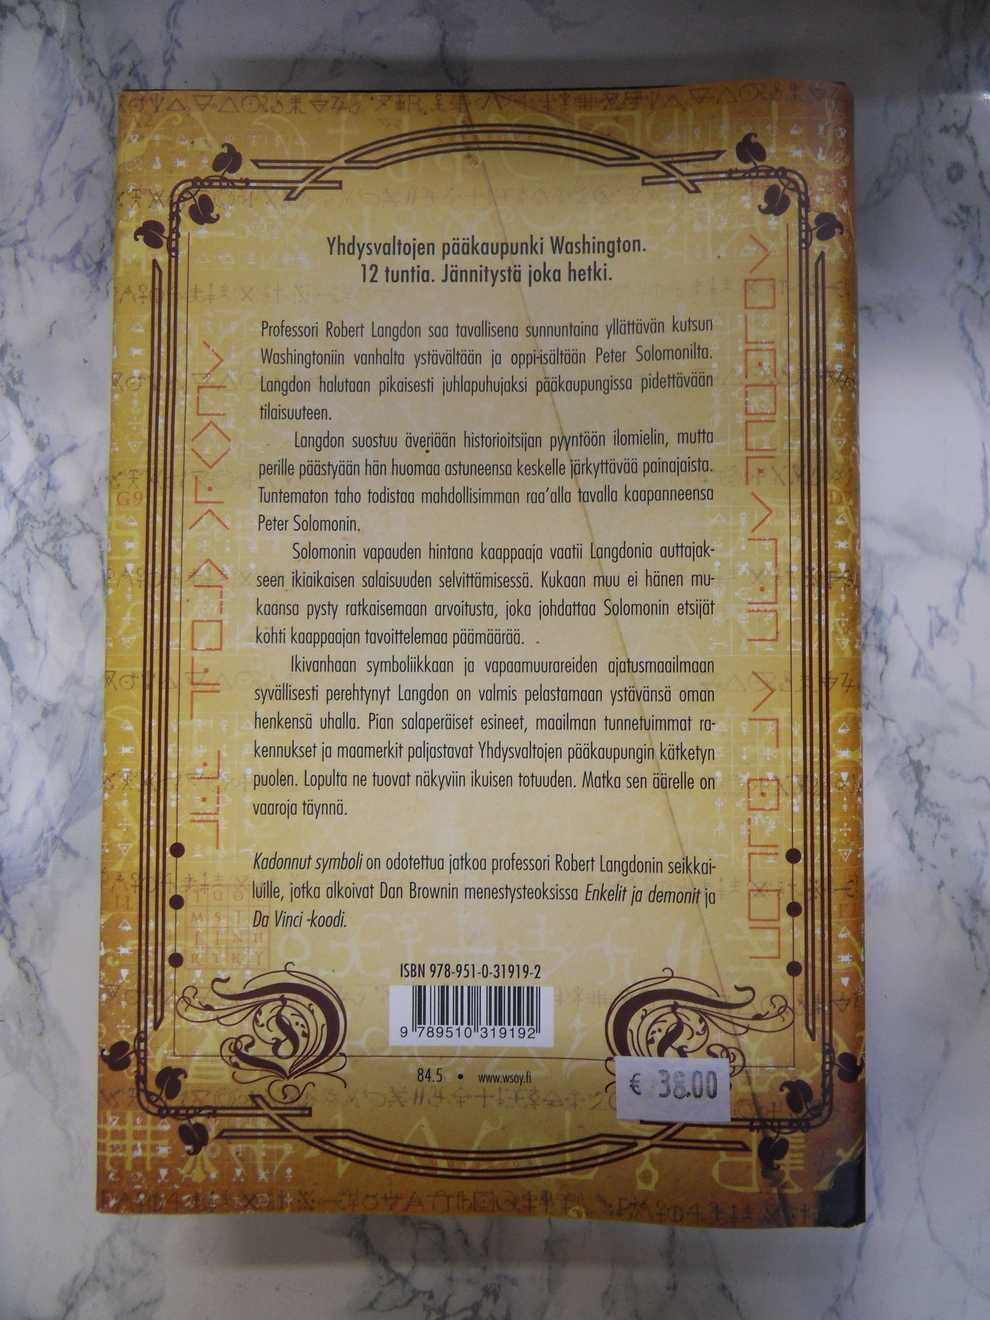 Yhdysvaltojen pääkaupunki Washington.
12 tuntia. Jännitystä joka hetki.
Professori Robert Langdon saa tavallisena sunnuntaina yllättävän kutsun
Washingtoniin vanhalta ystävältään ja oppi-isältään Peter Solomonilta.
Langdon halutaan pikaisesti juhlapuhujaksi pääkaupungissa pidettävään
tilaisuuteen.
Langdon suostuu äveriään historioitsijan pyyntöön ilomielin, mutta
perille päästyään hän huomaa astuneensa keskelle järkyttävää painajaista.
Tuntematon taho todistaa mahdollisimman raa'alla tavalla kaapanneensa
Peter Solomonin.
Solomonin vapauden hintana kaappaaja vaatii Langdonia auttajak-
seen ikiaikaisen salaisuuden selvittämisessä. Kukaan muu ei hänen mu-
kaansa pysty ratkaisemaan arvoitusta, joka johdattaa Solomonin etsijät
kohti kaappaajan tavoittelemaa päämäärää.
Ikivanhaan symboliikkaan ja vapaamuurareiden ajatusmaailmaan
syvällisesti perehtynyt Langdon on valmis pelastamaan ystävänsä oman
henkensä uhalla. Pian salaperäiset esineet, maailman tunnetuimmat ra-
kennukset ja maamerkit paljastavat Yhdysvaltojen pääkaupungin kätketyn
puolen. Lopulta ne tuovat näkyviin ikuisen totuuden. Matka sen äärelle on
vaaroja täynnä.
Kadonnut symboli on odotettua jatkoa professori Robert Langdonin seikkai-
luille, jotka alkoivat Dan Brownin menestysteoksissa Enkelit ja demonit ja
Da Vinci -koodi.
ISBN 978-951-0-31919-2
9 789510 319192
84.5 • www.wsoy.fi
€ 38.00